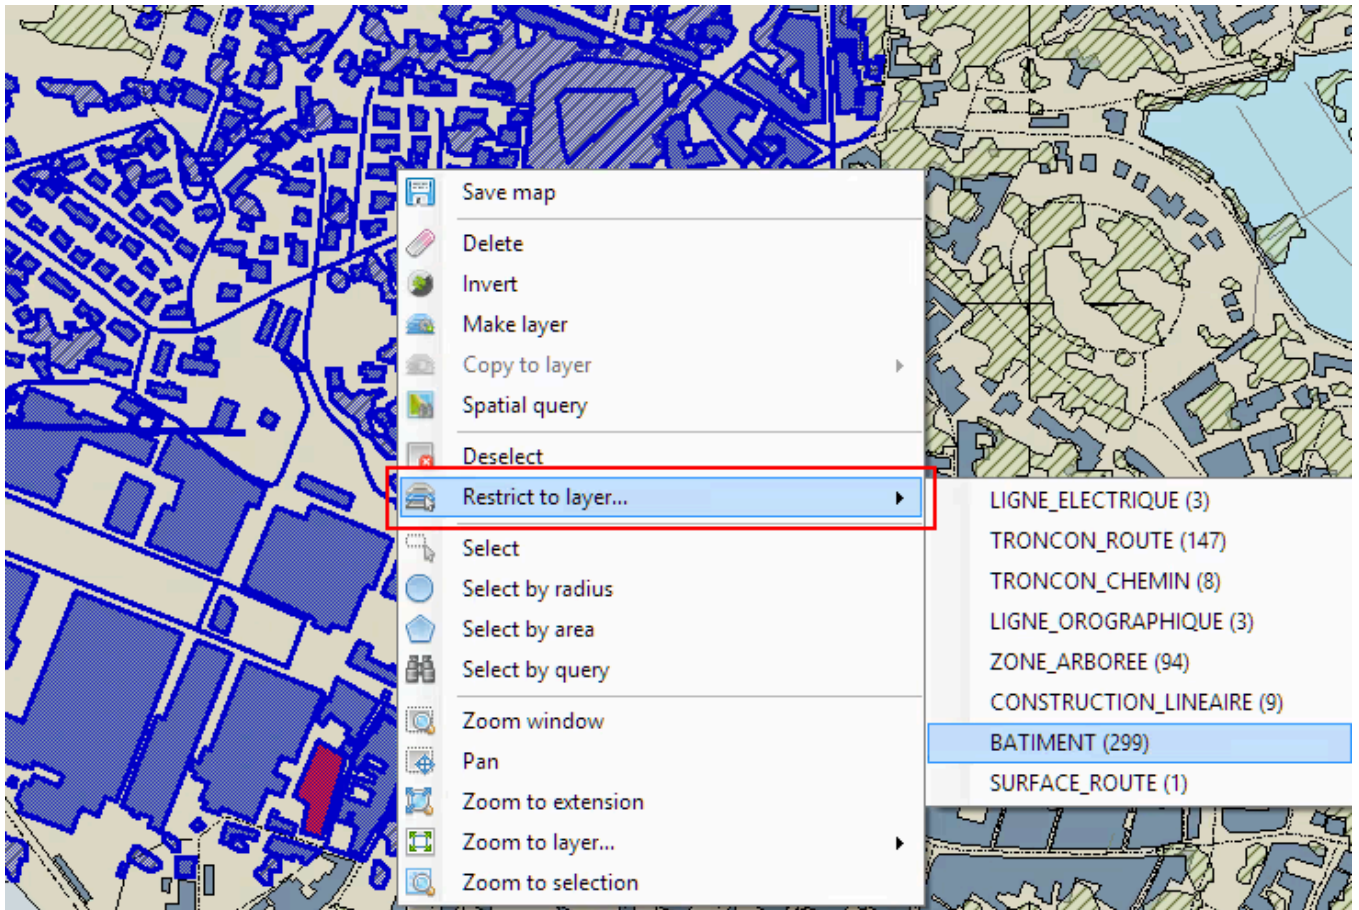 Save map
Delete
Invert
Make layer
Copy to layer
Spatial query
Deselect
Restrict to layer...
Select
Select by radius
Select by area
Select by query
Zoom window
Pan
Zoom to extension
Zoom to layer...
Zoom to selection
LIGNE_ELECTRIQUE (3)
TRONCON_ROUTE (147)
TRONCON_CHEMIN (8)
LIGNE_OROGRAPHIQUE (3)
ZONE_ARBOREE (94)
CONSTRUCTION_LINEAIRE (9)
BATIMENT (299)
SURFACE_ROUTE (1)